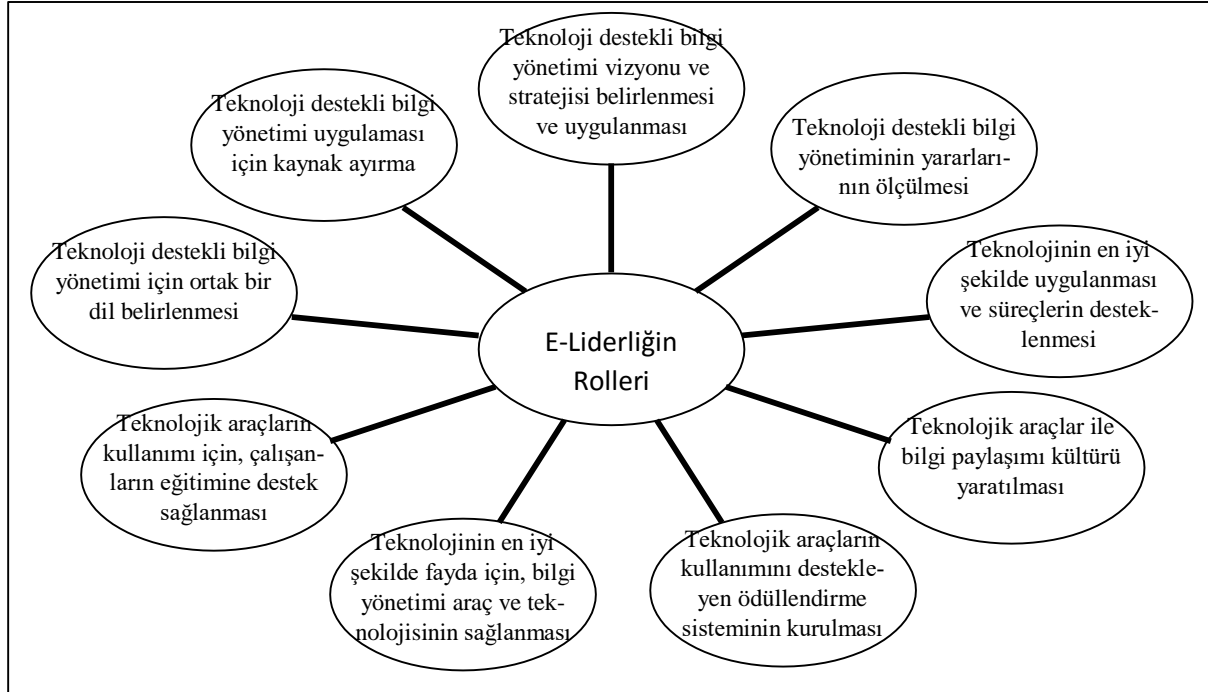 Teknoloji destekli bilgi
yönetimi vizyonu ve
stratejisi belirlenmesi
ve uygulanması
Teknoloji destekli bilgi
yönetiminin yararları-
nın ölçülmesi
Teknolojinin en iyi
şekilde uygulanması
ve süreçlerin destek-
lenmesi
Teknolojik araçlar ile
bilgi paylaşımı kültürü
yaratılması
Teknolojik araçların
kullanımını destekle-
yen ödüllendirme
sisteminin kurulması
Teknolojinin en iyi
şekilde fayda için, bilgi
yönetimi araç ve tek-
nolojisinin sağlanması
Teknolojik araçların
kullanımı için, çalışan-
ların eğitimine destek
sağlanması
Teknoloji destekli bilgi
yönetimi için ortak bir
dil belirlenmesi
Teknoloji destekli bilgi
yönetimi uygulaması
için kaynak ayırma
E-Liderliğin
Rolleri